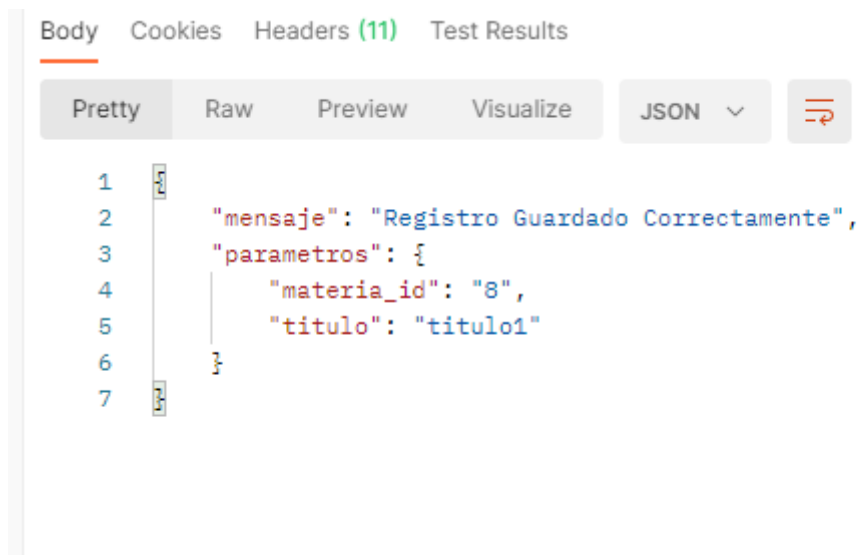 Body Cookies Headers (11) Test Results
Pretty Raw Preview Visualize JSON
1 {
2 "mensaje": "Registro Guardado Correctamente",
3 "parametros": {
4 "materia_id": "8",
5 "titulo": "titulo1"
6 }
7 }